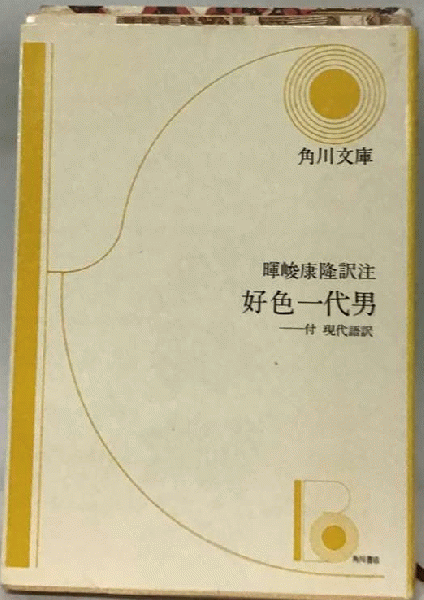 角川文庫
暉峻康隆訳注
好色一代男
——付 現代語訳
B
角川書店